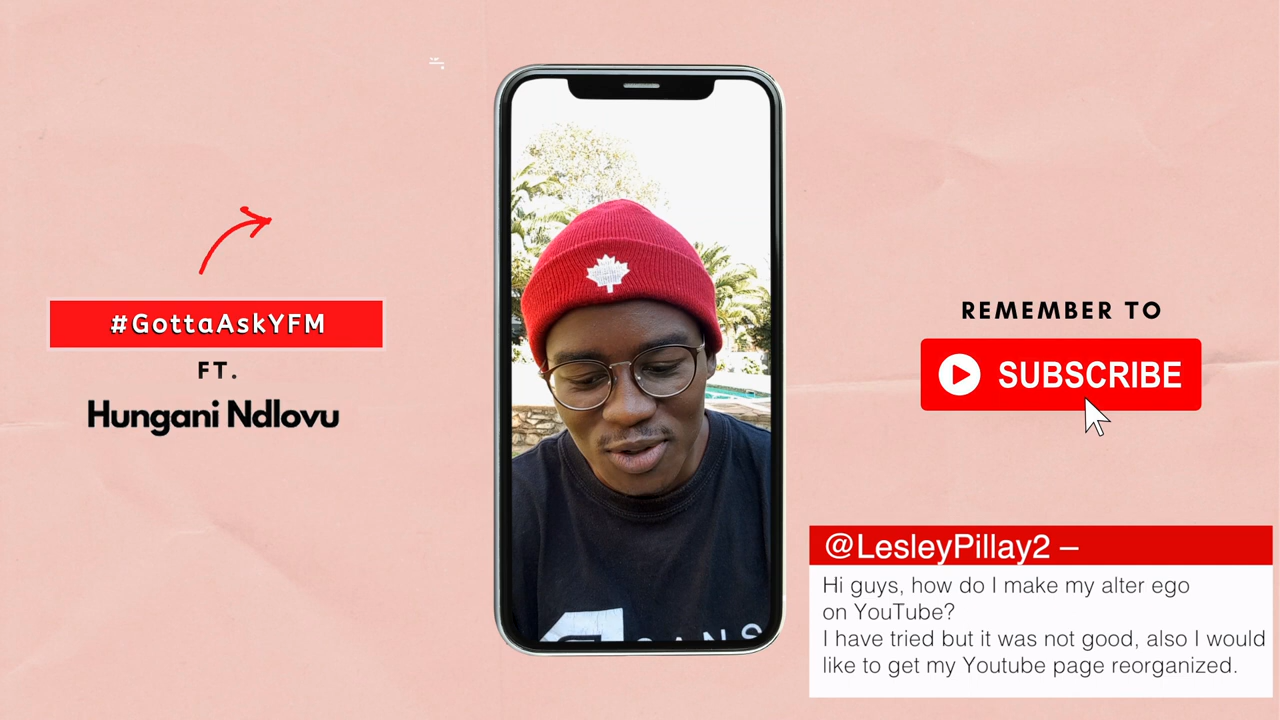 #GottaAskYFM
FT.
Hungani Ndlovu
REMEMBER TO
SUBSCRIBE
@LesleyPillay2 –
Hi guys, how do I make my alter ego
on YouTube?
I have tried but it was not good, also I would
like to get my Youtube page reorganized.